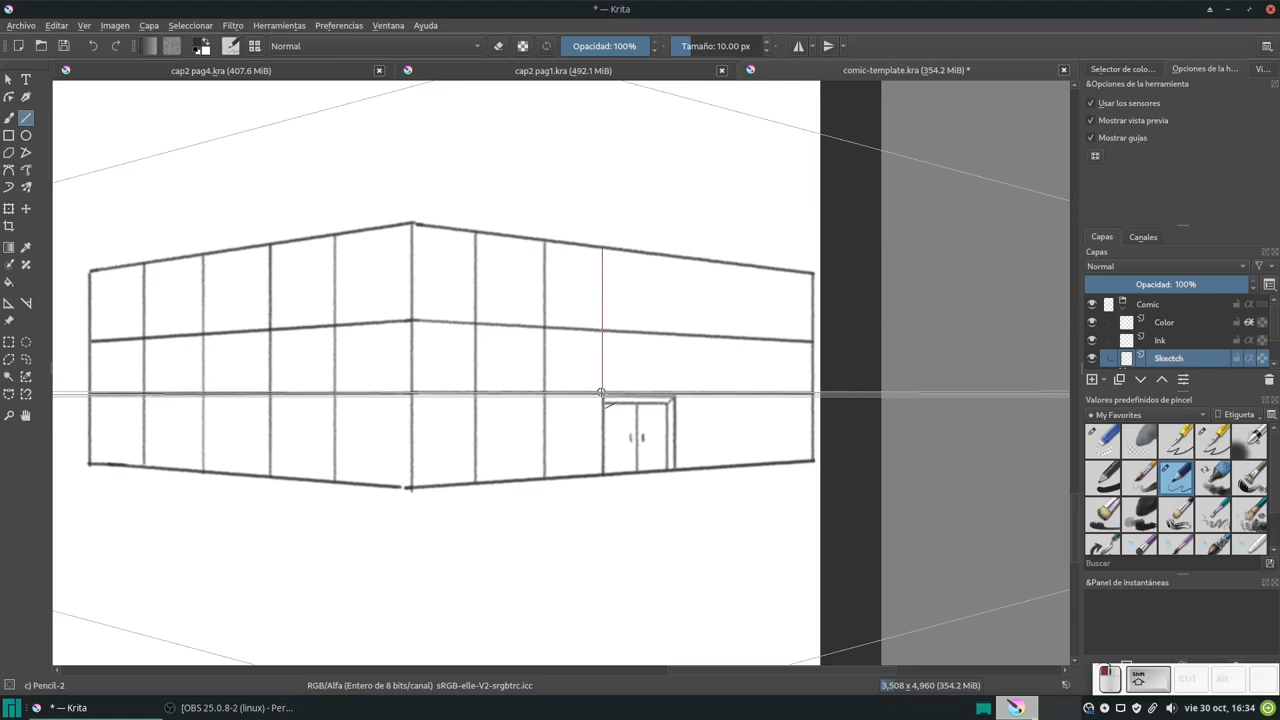 * — Krita
Archivo Editar Ver Imagen Capa Seleccionar Filtro Herramientas Preferencias Ventana Ayuda
Normal Opacidad: 100% Tamaño: 10.00 px
cap2 pag4.kra (407.6 MiB) cap2 pag1.kra (492.1 MiB) comic-template.kra (354.2 MiB) *
Selector de colo... Opciones de la h... Vi...
&Opciones de la herramienta
Usar los sensores
Mostrar vista previa
Mostrar guías
Capas Canales
Capas
Normal
Opacidad: 100%
Comic
Color
Ink
Skectch
Valores predefinidos de pincel
★ My Favorites Etiqueta
Buscar
&Panel de instantáneas
Shift Ctrl Alt
c) Pencil-2 RGB/Alfa (Entero de 8 bits/canal) sRGB-elle-V2-srgbtrc.icc 3,508 x 4,960 (354.2 MiB)
* — Krita [OBS 25.0.8-2 (linux) - Per... vie 30 oct, 16:34